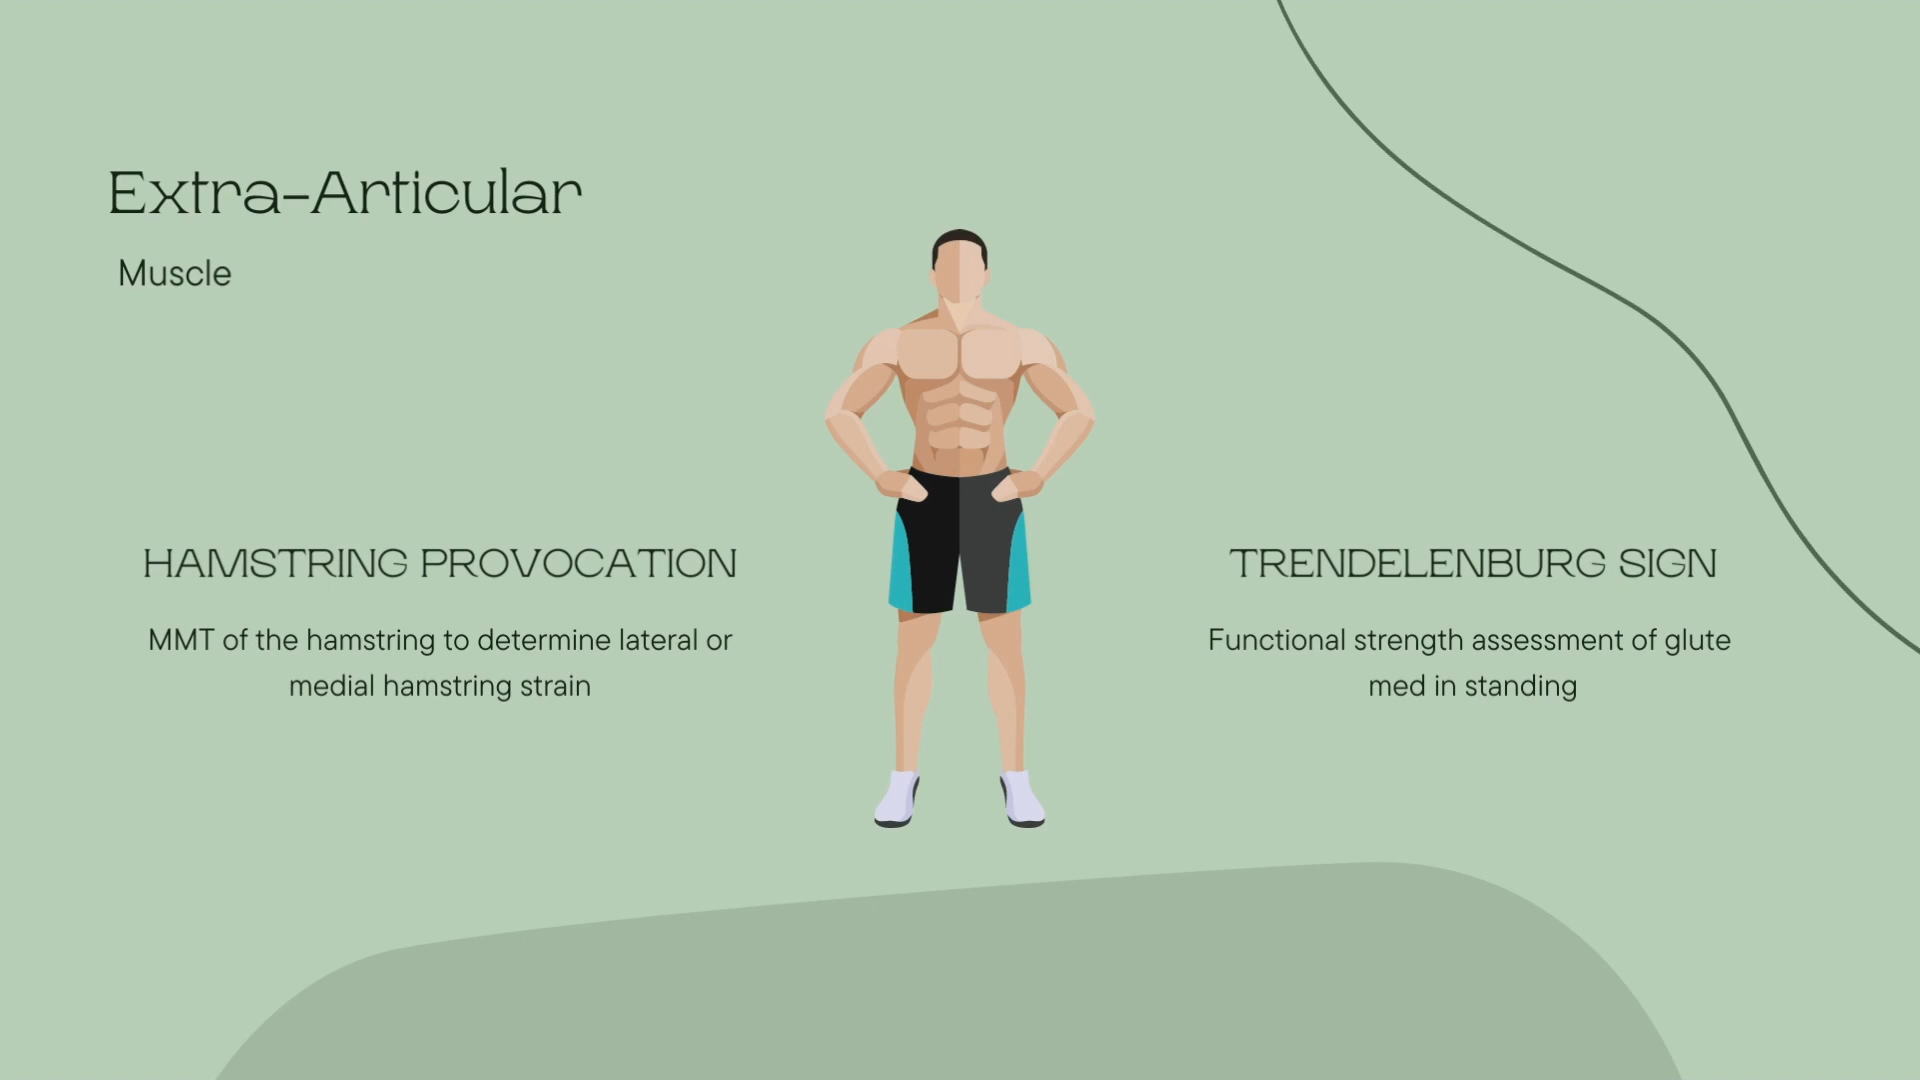 Extra-Articular
Muscle
HAMSTRING PROVOCATION
MMT of the hamstring to determine lateral or
medial hamstring strain
TRENDELENBURG SIGN
Functional strength assessment of glute
med in standing